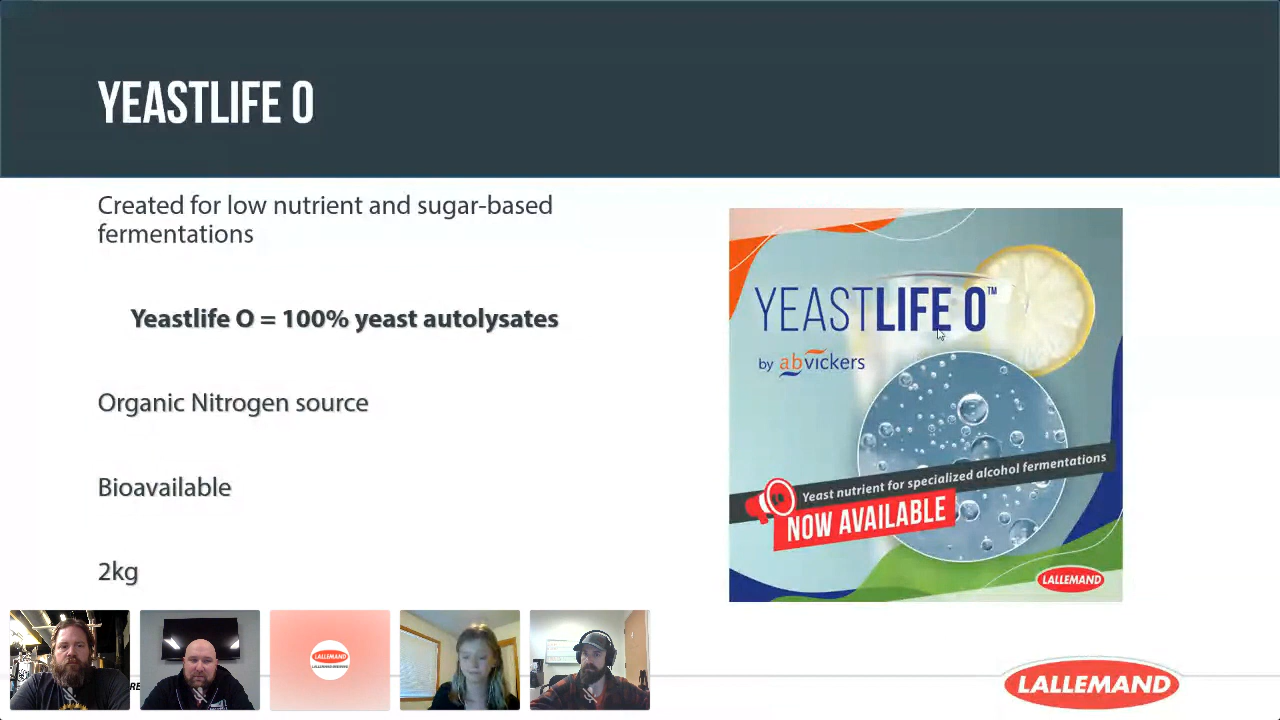 YEASTLIFE O
Created for low nutrient and sugar-based
fermentations
Yeastlife O = 100% yeast autolysates
Organic Nitrogen source
Bioavailable
2kg
YEASTLIFE O™
by abvickers
Yeast nutrient for specialized alcohol fermentations
NOW AVAILABLE
LALLEMAND
LALLEMAND
LALLEMAND